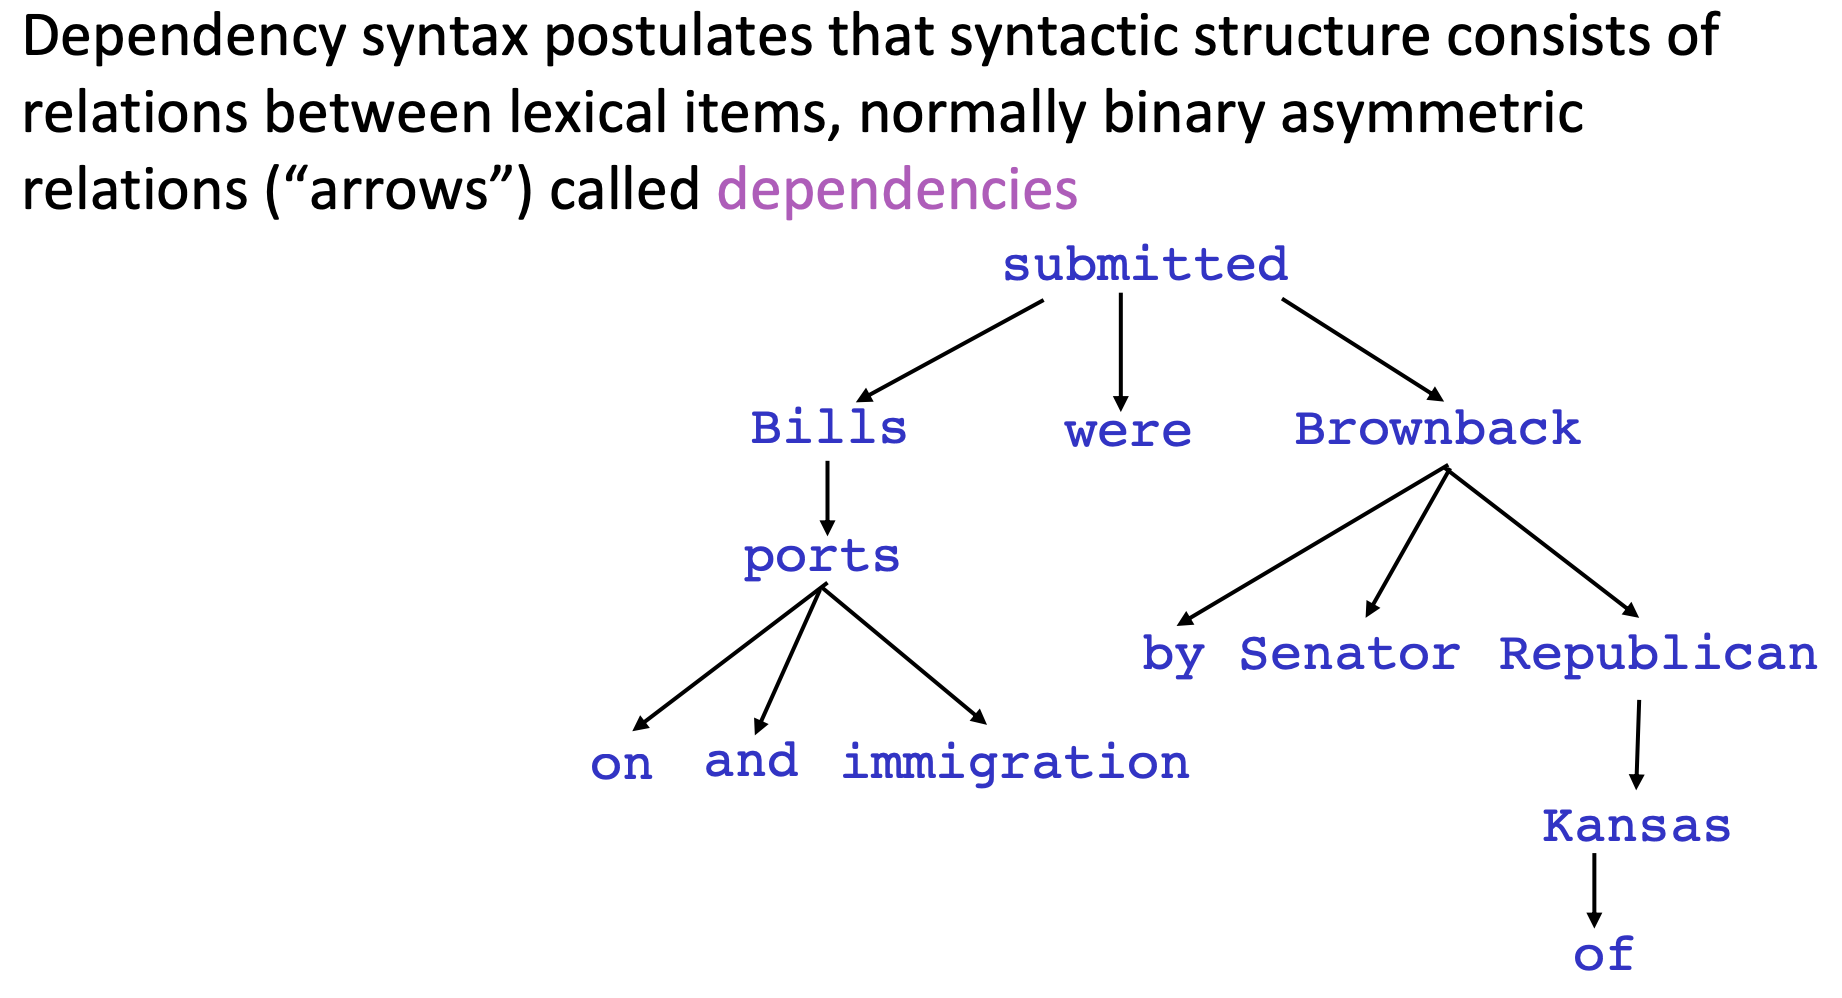 Dependency syntax postulates that syntactic structure consists of
relations between lexical items, normally binary asymmetric
relations (“arrows”) called dependencies
submitted
Bills were Brownback
ports
by Senator Republican
on and immigration
Kansas
of